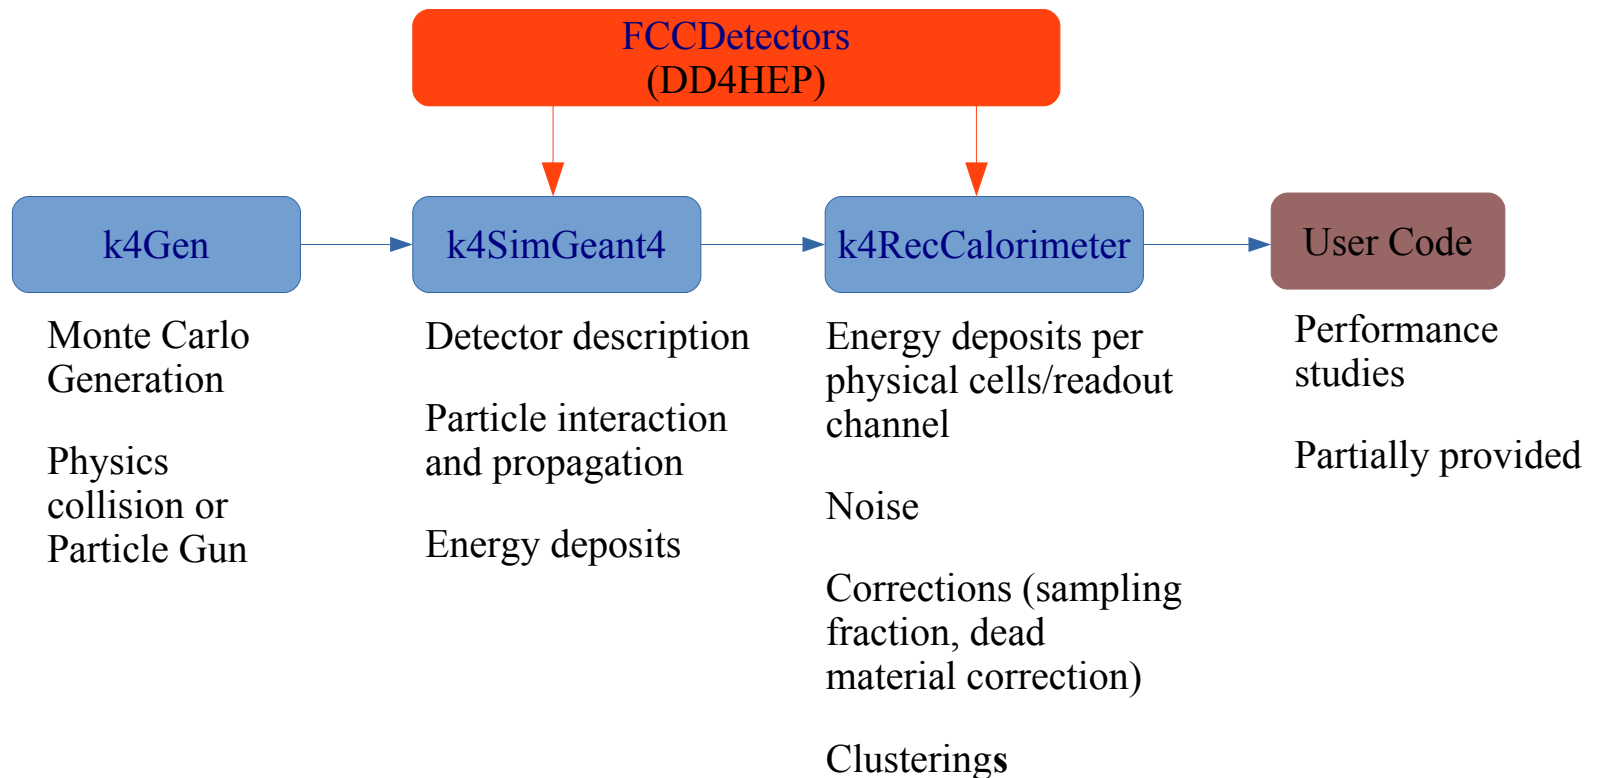 FCCDetectors
(DD4HEP)
k4Gen
k4SimGeant4
k4RecCalorimeter
User Code
Monte Carlo
Generation
Physics
collision or
Particle Gun
Detector description
Particle interaction
and propagation
Energy deposits
Energy deposits per
physical cells/readout
channel
Noise
Corrections (sampling
fraction, dead
material correction)
Clusterings
Performance
studies
Partially provided